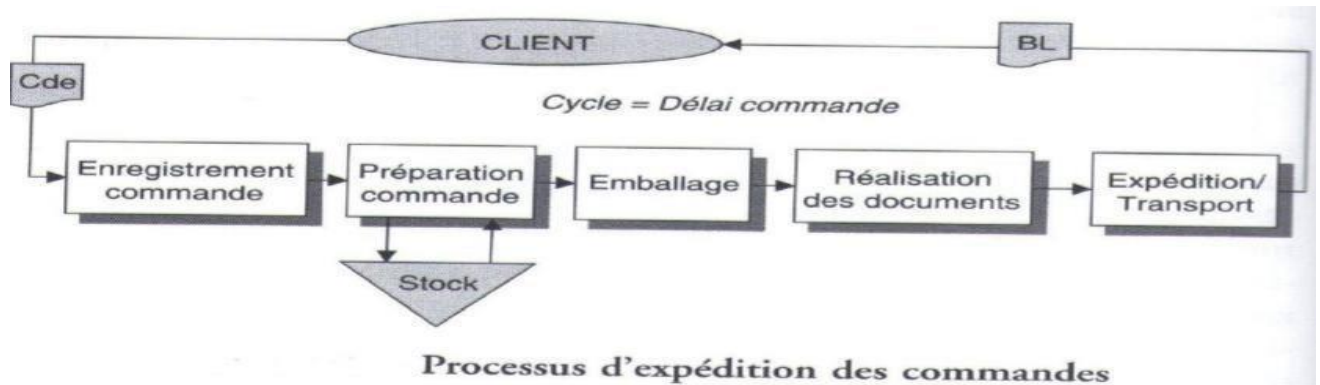 CLIENT
BL
Cde
Cycle = Délai commande
Enregistrement
commande
Préparation
commande
Emballage
Réalisation
des documents
Expédition/
Transport
Stock
Processus d'expédition des commandes